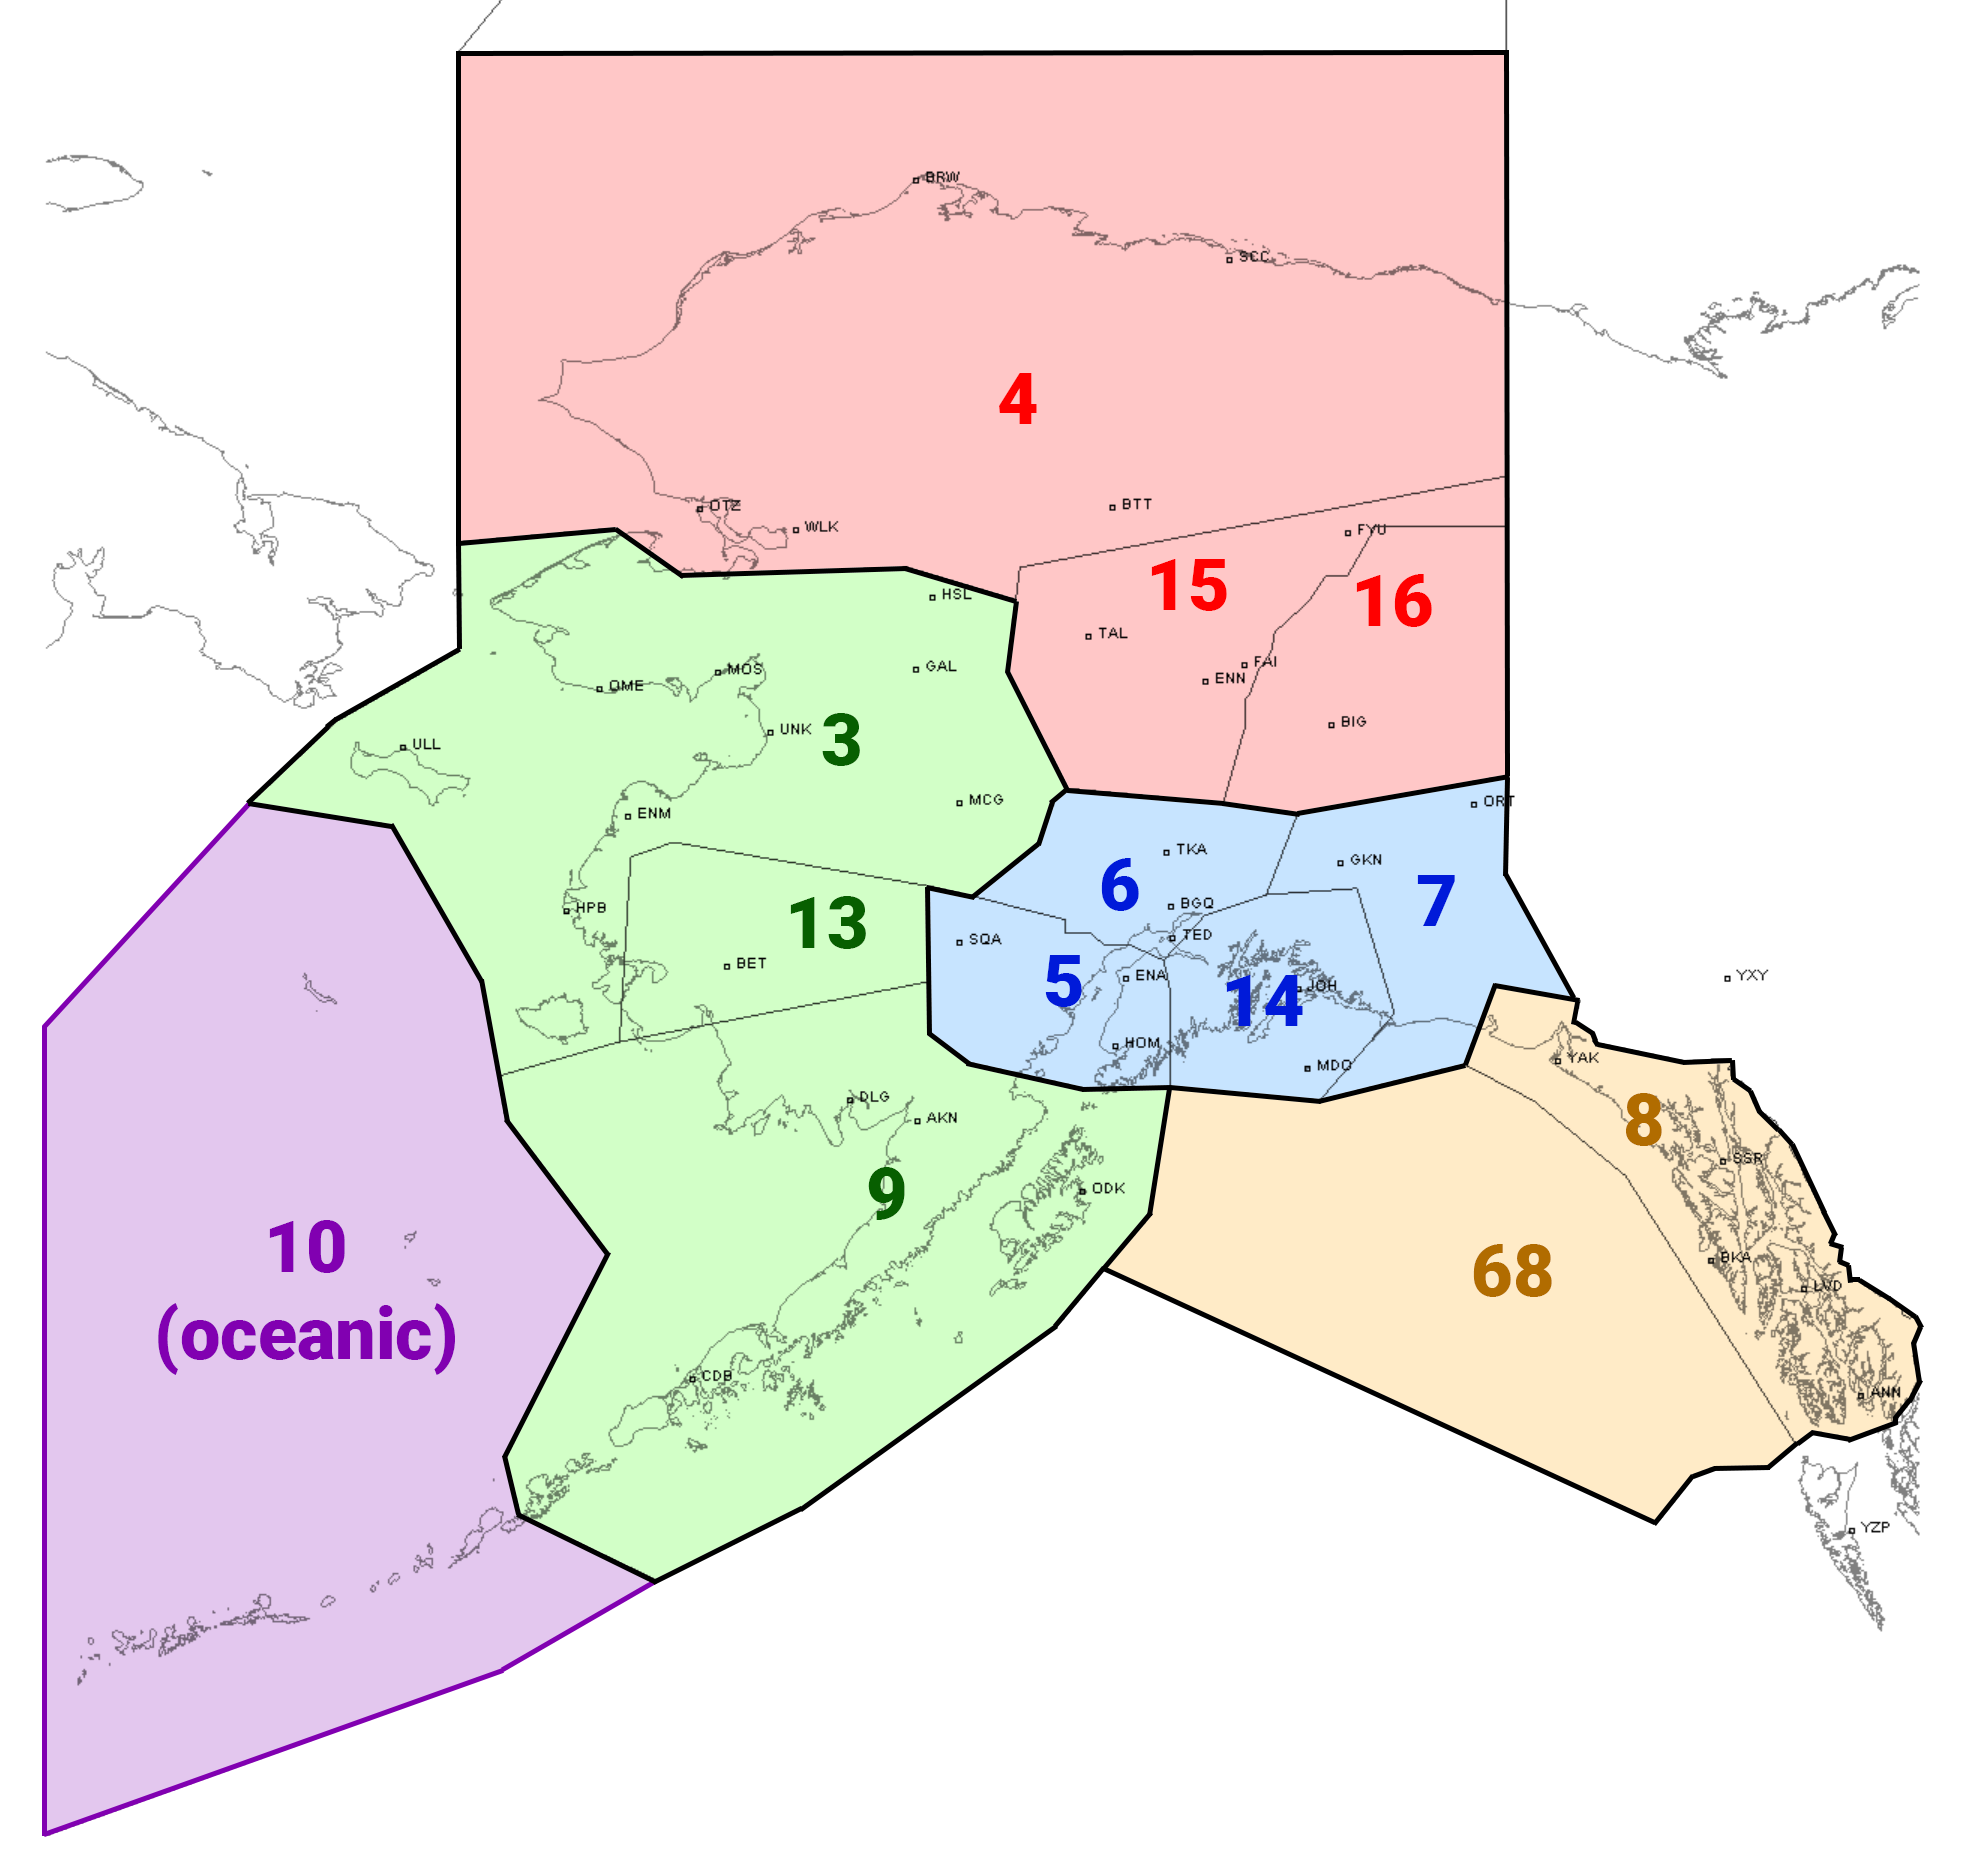 BRW
SCC
4
OTZ
WLK
BTT
FYU
15
16
HSL
TAL
GAL
FAI
ENN
MOS
OME
BIG
UNK
3
ULL
MCG
ORT
ENM
TKA
GKN
6
7
BGQ
HPB
13
TED
SQA
BET
5
ENA
YXY
JOH
14
HOM
YAK
MDO
DLG
AKN
8
SSR
ODK
9
10
(oceanic)
BKA
68
LVD
CDB
ANN
YZP